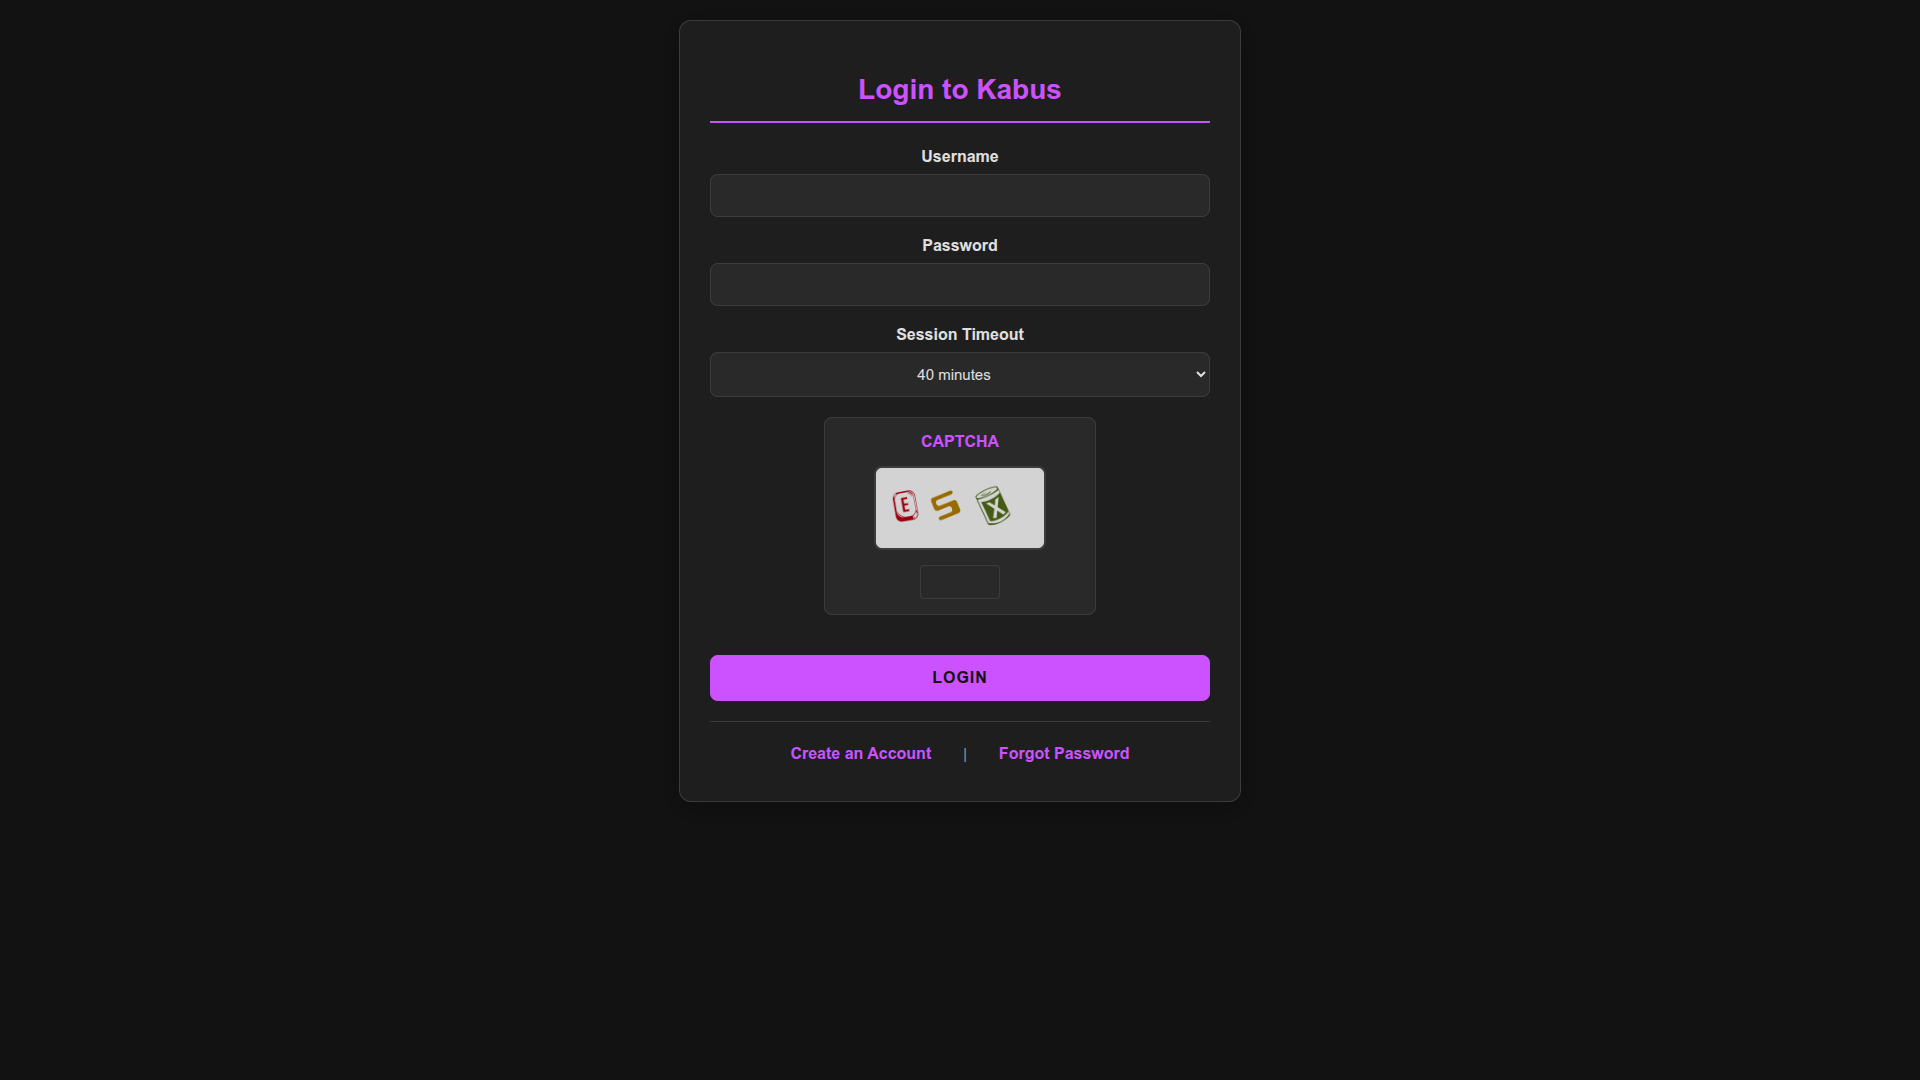 Login to Kabus
Username
Password
Session Timeout
40 minutes
CAPTCHA
E S X
LOGIN
Create an Account | Forgot Password